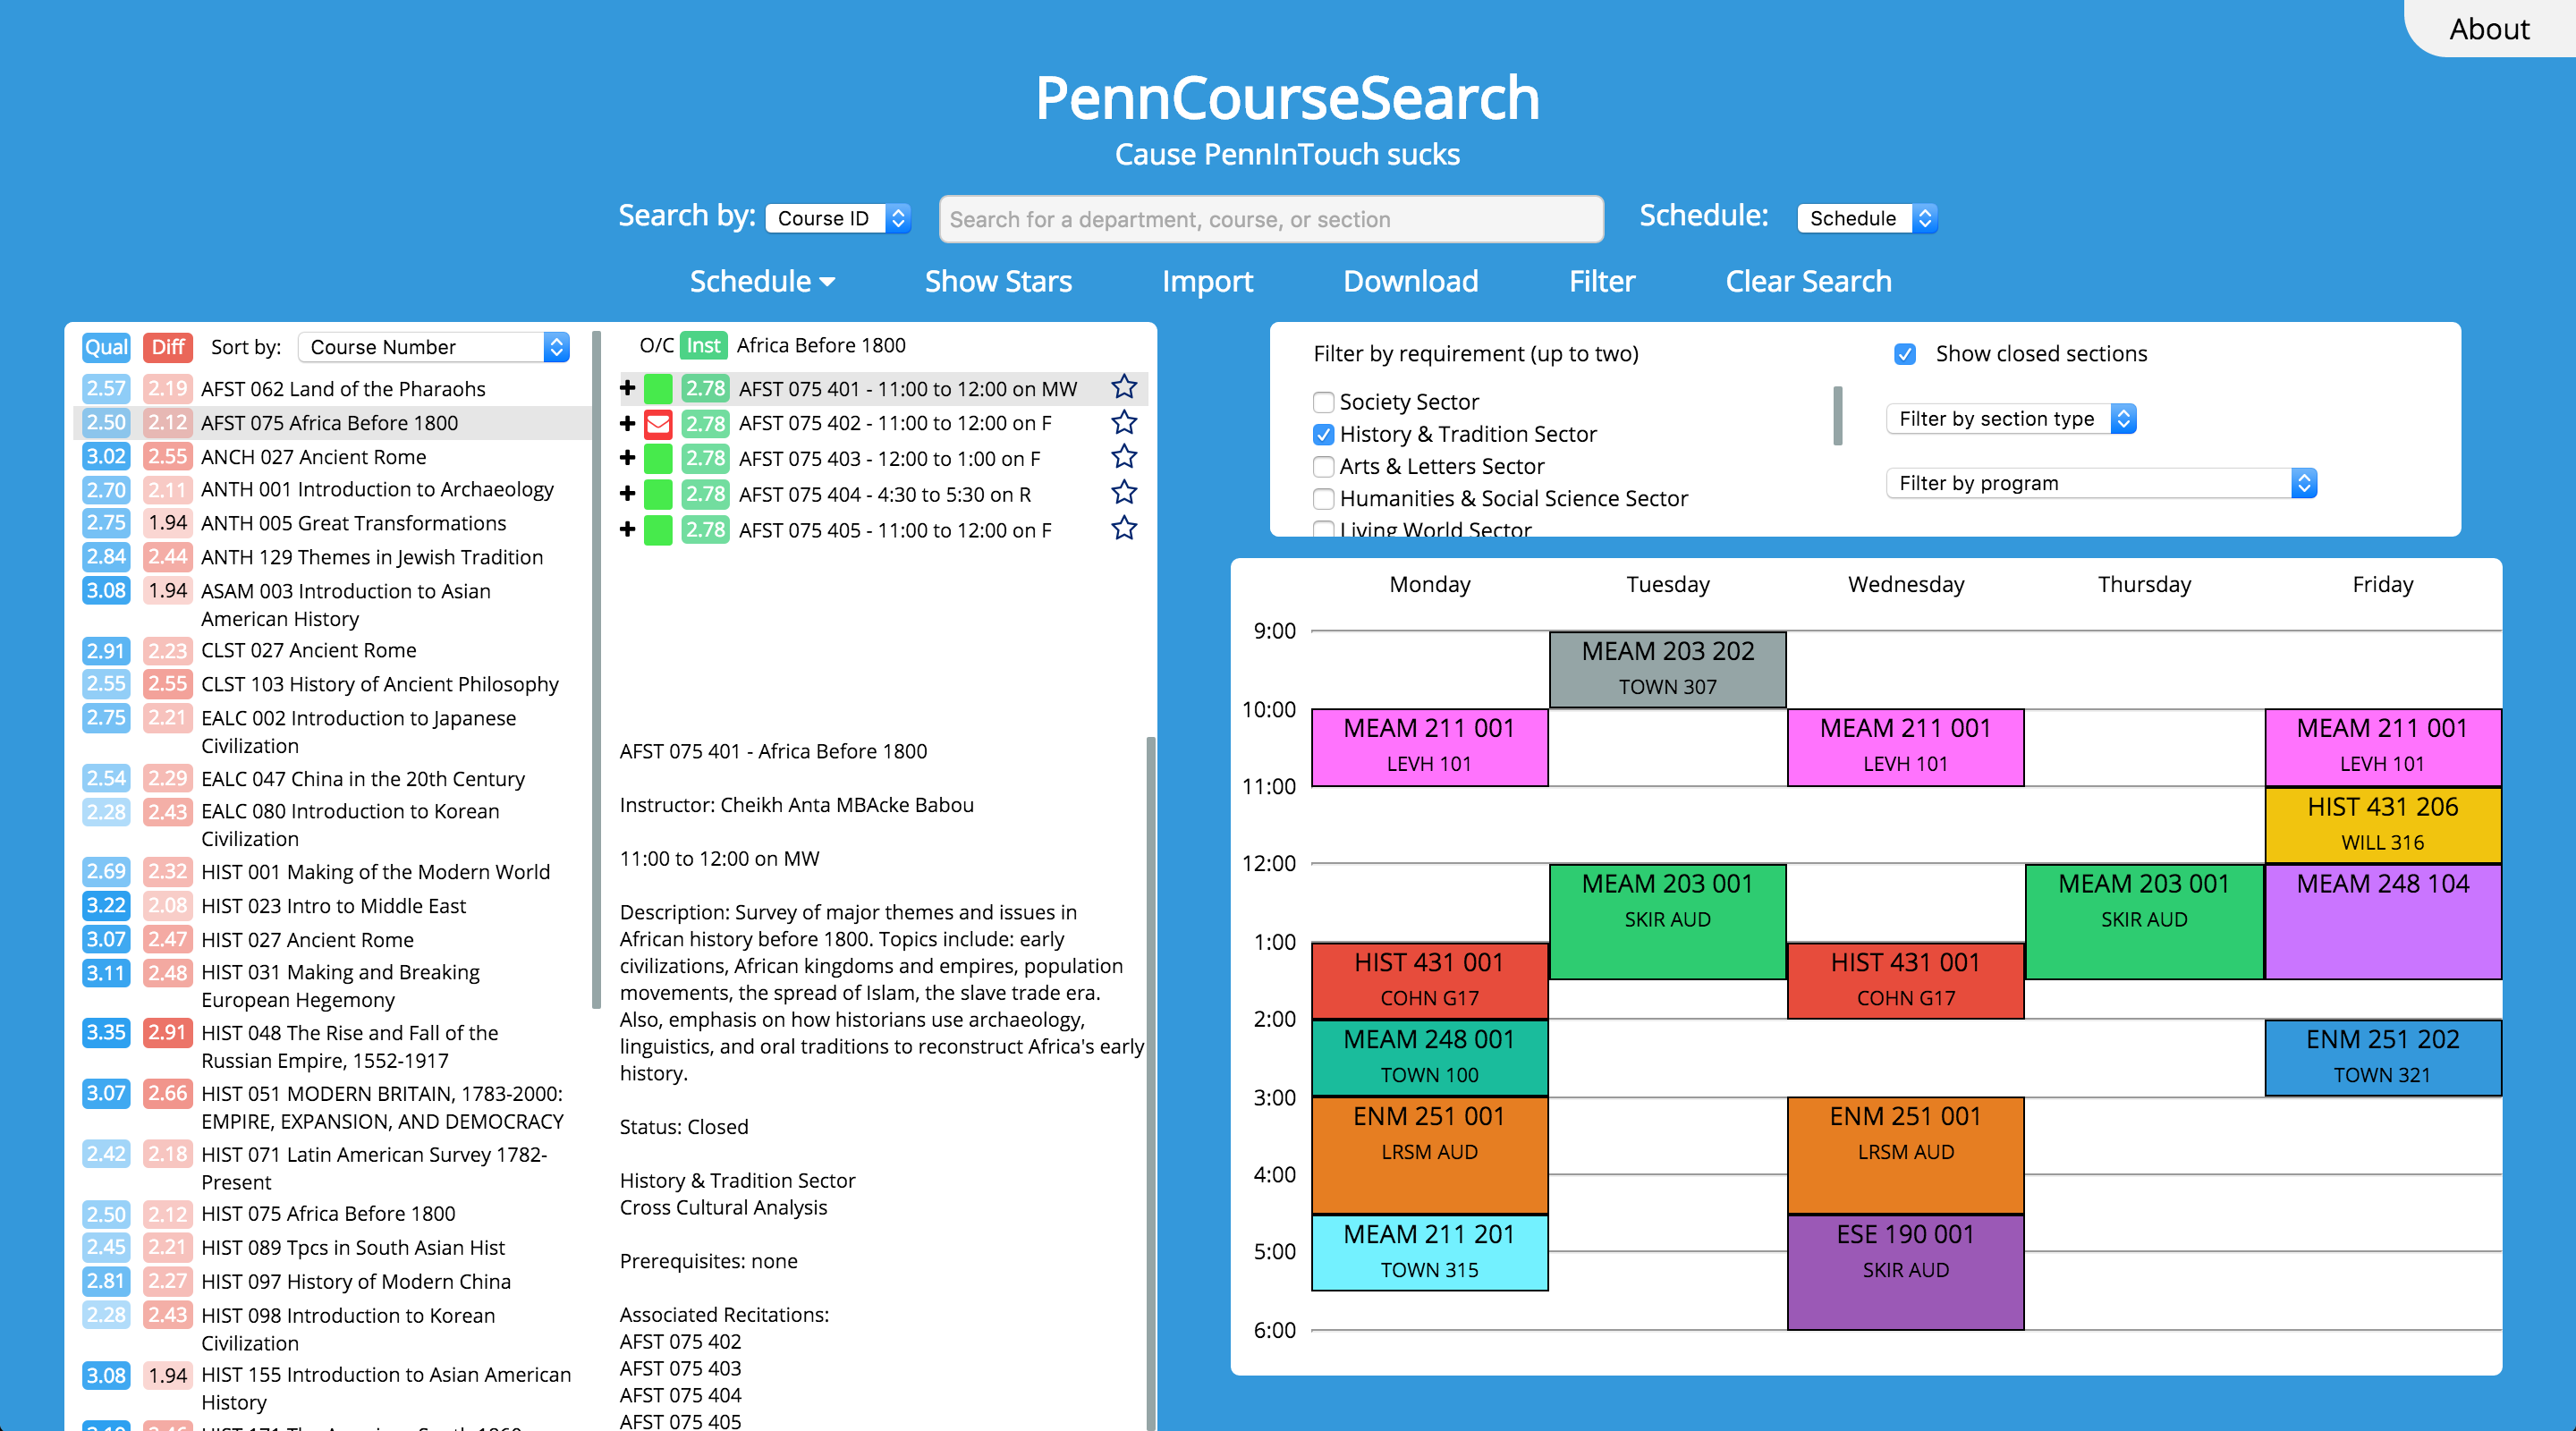 About
PennCourseSearch
Cause PennInTouch sucks
Search by: Course ID Search for a department, course, or section Schedule: Schedule
Schedule Show Stars Import Download Filter Clear Search
Qual Diff Sort by: Course Number
2.57 2.19 AFST 062 Land of the Pharaohs
2.50 2.12 AFST 075 Africa Before 1800
3.02 2.55 ANCH 027 Ancient Rome
2.70 2.11 ANTH 001 Introduction to Archaeology
2.75 1.94 ANTH 005 Great Transformations
2.84 2.44 ANTH 129 Themes in Jewish Tradition
3.08 1.94 ASAM 003 Introduction to Asian
American History
2.91 2.23 CLST 027 Ancient Rome
2.55 2.55 CLST 103 History of Ancient Philosophy
2.75 2.21 EALC 002 Introduction to Japanese
Civilization
2.54 2.29 EALC 047 China in the 20th Century
2.28 2.43 EALC 080 Introduction to Korean
Civilization
2.69 2.32 HIST 001 Making of the Modern World
3.22 2.08 HIST 023 Intro to Middle East
3.07 2.47 HIST 027 Ancient Rome
3.11 2.48 HIST 031 Making and Breaking
European Hegemony
3.35 2.91 HIST 048 The Rise and Fall of the
Russian Empire, 1552-1917
3.07 2.66 HIST 051 MODERN BRITAIN, 1783-2000:
EMPIRE, EXPANSION, AND DEMOCRACY
2.42 2.18 HIST 071 Latin American Survey 1782-
Present
2.50 2.12 HIST 075 Africa Before 1800
2.45 2.21 HIST 089 Tpcs in South Asian Hist
2.81 2.27 HIST 097 History of Modern China
2.28 2.43 HIST 098 Introduction to Korean
Civilization
3.08 1.94 HIST 155 Introduction to Asian American
History
O/C Inst Africa Before 1800
2.78 AFST 075 401 - 11:00 to 12:00 on MW
2.78 AFST 075 402 - 11:00 to 12:00 on F
2.78 AFST 075 403 - 12:00 to 1:00 on F
2.78 AFST 075 404 - 4:30 to 5:30 on R
2.78 AFST 075 405 - 11:00 to 12:00 on F
AFST 075 401 - Africa Before 1800
Instructor: Cheikh Anta MBAcke Babou
11:00 to 12:00 on MW
Description: Survey of major themes and issues in
African history before 1800. Topics include: early
civilizations, African kingdoms and empires, population
movements, the spread of Islam, the slave trade era.
Also, emphasis on how historians use archaeology,
linguistics, and oral traditions to reconstruct Africa's early
history.
Status: Closed
History & Tradition Sector
Cross Cultural Analysis
Prerequisites: none
Associated Recitations:
AFST 075 402
AFST 075 403
AFST 075 404
AFST 075 405
Filter by requirement (up to two)
Society Sector
History & Tradition Sector
Arts & Letters Sector
Humanities & Social Science Sector
Living World Sector
Show closed sections
Filter by section type
Filter by program
Monday Tuesday Wednesday Thursday Friday
9:00
MEAM 203 202
TOWN 307
10:00
MEAM 211 001 MEAM 211 001 MEAM 211 001
LEVH 101 LEVH 101 LEVH 101
11:00
HIST 431 206
WILL 316
12:00
MEAM 203 001 MEAM 203 001 MEAM 248 104
SKIR AUD SKIR AUD
1:00
HIST 431 001 HIST 431 001
COHN G17 COHN G17
2:00
MEAM 248 001 ENM 251 202
TOWN 100 TOWN 321
3:00
ENM 251 001 ENM 251 001
LRSM AUD LRSM AUD
4:00
MEAM 211 201 ESE 190 001
5:00
TOWN 315 SKIR AUD
6:00